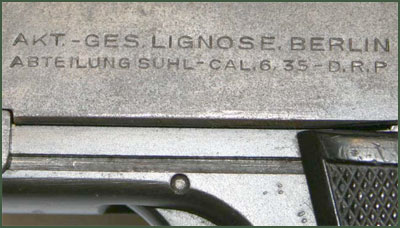 AKT.-GES. LIGNOSE. BERLIN
ABTEILUNG SUHL-CAL.6.35-D.R.P